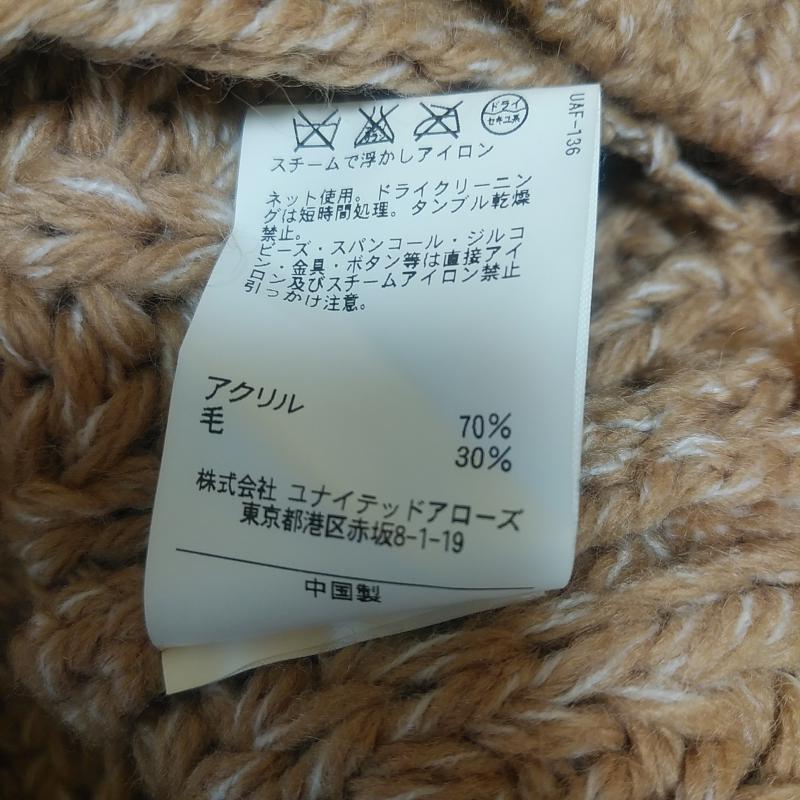 ドライ
セキユ系
UAF-136
スチームで浮かしアイロン
ネット使用。ドライクリーニン
グは短時間処理。タンブル乾燥
禁止。
ビーズ・スパンコール・ジルコ
ン・金具・ボタン等は直接アイ
ロン及びスチームアイロン禁止
引っかけ注意。
アクリル 70%
毛 30%
株式会社 ユナイテッドアローズ
東京都港区赤坂8-1-19
中国製